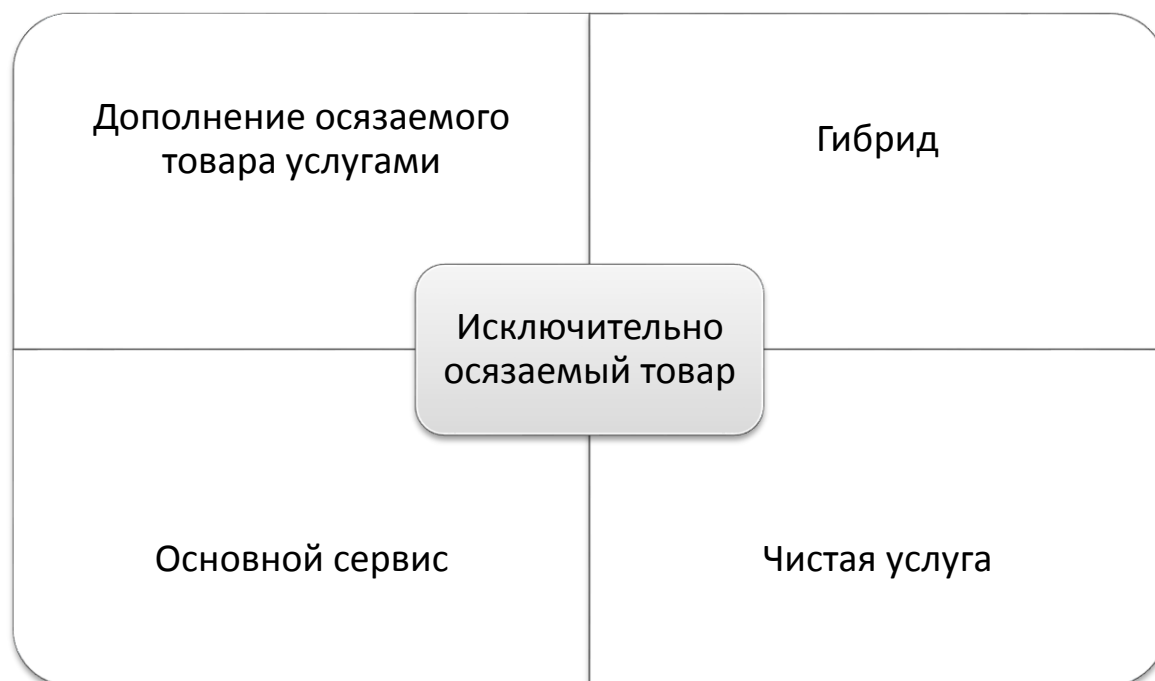 Дополнение осязаемого
товара услугами
Гибрид
Исключительно
осязаемый товар
Основной сервис
Чистая услуга